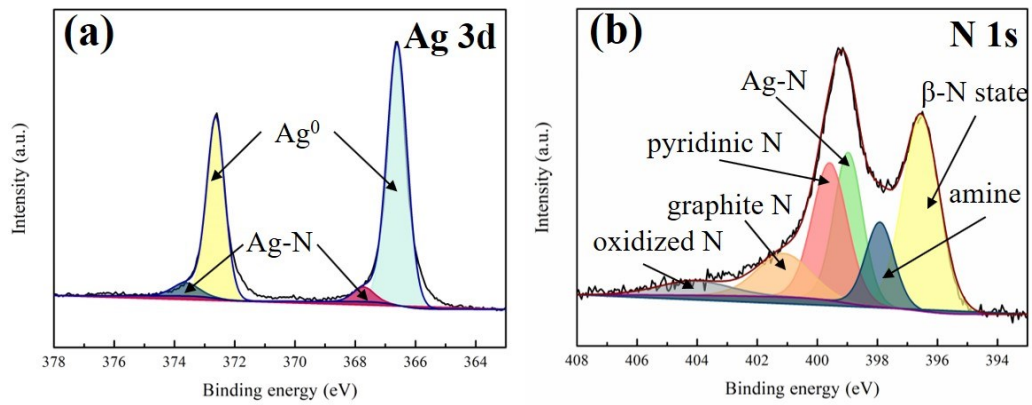 (a)
Ag 3d
Ag⁰
Ag-N
Intensity (a.u.)
378 376 374 372 370 368 366 364
Binding energy (eV)
(b)
N 1s
Ag-N
β-N state
pyridinic N
amine
graphite N
oxidized N
Intensity (a.u.)
408 406 404 402 400 398 396 394
Binding energy (eV)